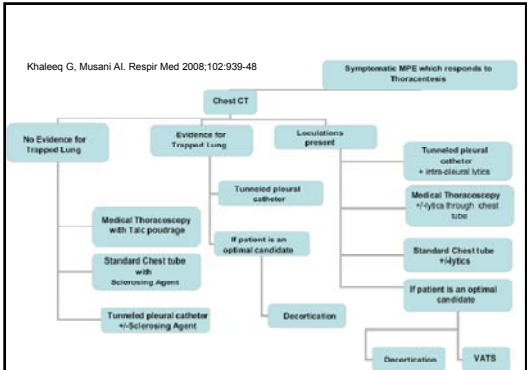 Khaleeq G, Musani AI. Respir Med 2008;102:939-48
Symptomatic MPE which responds to
Thoracentesis
Chest CT
No Evidence for
Trapped Lung
Evidence for
Trapped Lung
Loculations
present
Tunneled pleural
catheter
+ intra-pleural lytics
Tunneled pleural
catheter
Medical Thoracoscopy
+/-lytics through chest
tube
Medical Thoracoscopy
with Talc poudrage
If patient is an
optimal candidate
Standard Chest tube
+/-lytics
Standard Chest tube
with
Sclerosing Agent
If patient is an optimal
candidate
Tunneled pleural catheter
+/-Sclerosing Agent
Decortication
Decortication
VATS